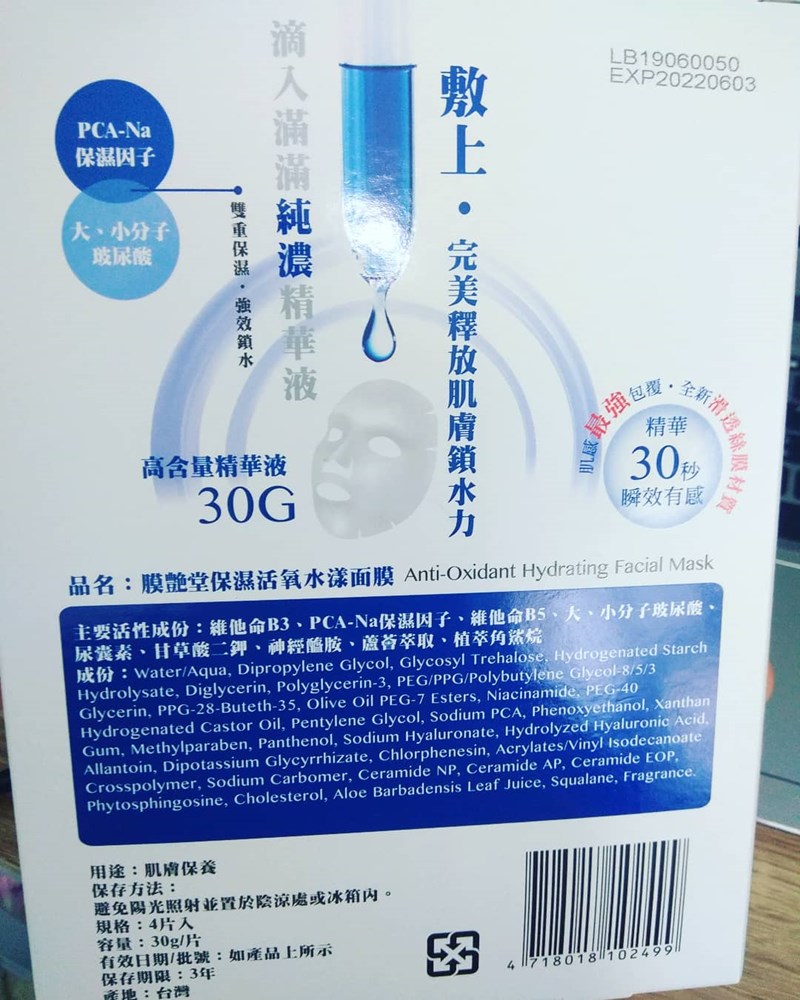 LB19060050
EXP20220603
PCA-Na
保濕因子
大、小分子
玻尿酸
雙重保濕・強效鎖水
滴入滿滿純濃精華液
敷上・完美釋放肌膚鎖水力
高含量精華液
30G
肌感最強包覆・全新滑透絲膜材質
精華
30秒
瞬效有感
品名：膜艷堂保濕活氧水漾面膜 Anti-Oxidant Hydrating Facial Mask
主要活性成份：維他命B3、PCA-Na保濕因子、維他命B5、大、小分子玻尿酸、
尿囊素、甘草酸二鉀、神經醯胺、蘆薈萃取、植萃角鯊烷
成份：Water/Aqua, Dipropylene Glycol, Glycosyl Trehalose, Hydrogenated Starch
Hydrolysate, Diglycerin, Polyglycerin-3, PEG/PPG/Polybutylene Glycol-8/5/3
Glycerin, PPG-28-Buteth-35, Olive Oil PEG-7 Esters, Niacinamide, PEG-40
Hydrogenated Castor Oil, Pentylene Glycol, Sodium PCA, Phenoxyethanol, Xanthan
Gum, Methylparaben, Panthenol, Sodium Hyaluronate, Hydrolyzed Hyaluronic Acid,
Allantoin, Dipotassium Glycyrrhizate, Chlorphenesin, Acrylates/Vinyl Isodecanoate
Crosspolymer, Sodium Carbomer, Ceramide NP, Ceramide AP, Ceramide EOP,
Phytosphingosine, Cholesterol, Aloe Barbadensis Leaf Juice, Squalane, Fragrance.
用途：肌膚保養
保存方法：
避免陽光照射並置於陰涼處或冰箱內。
規格：4片入
容量：30g/片
有效日期/批號：如產品上所示
保存期限：3年
產地：台灣
4 718018 102499